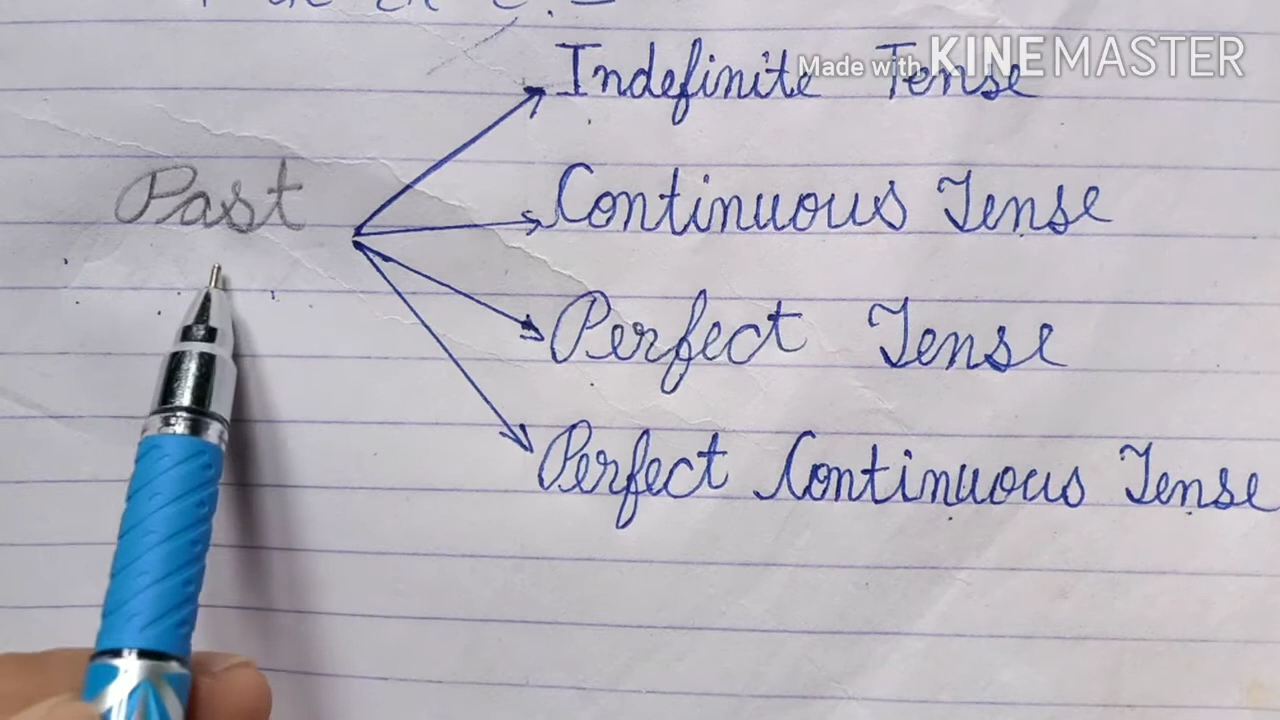 Made with KINEMASTER
Indefinite Tense
Past
Continuous Tense
Perfect Tense
Perfect Continuous Tense